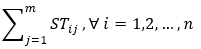 ∑_{j=1}^{m} ST_{ij} , ∀ i = 1,2, … , n